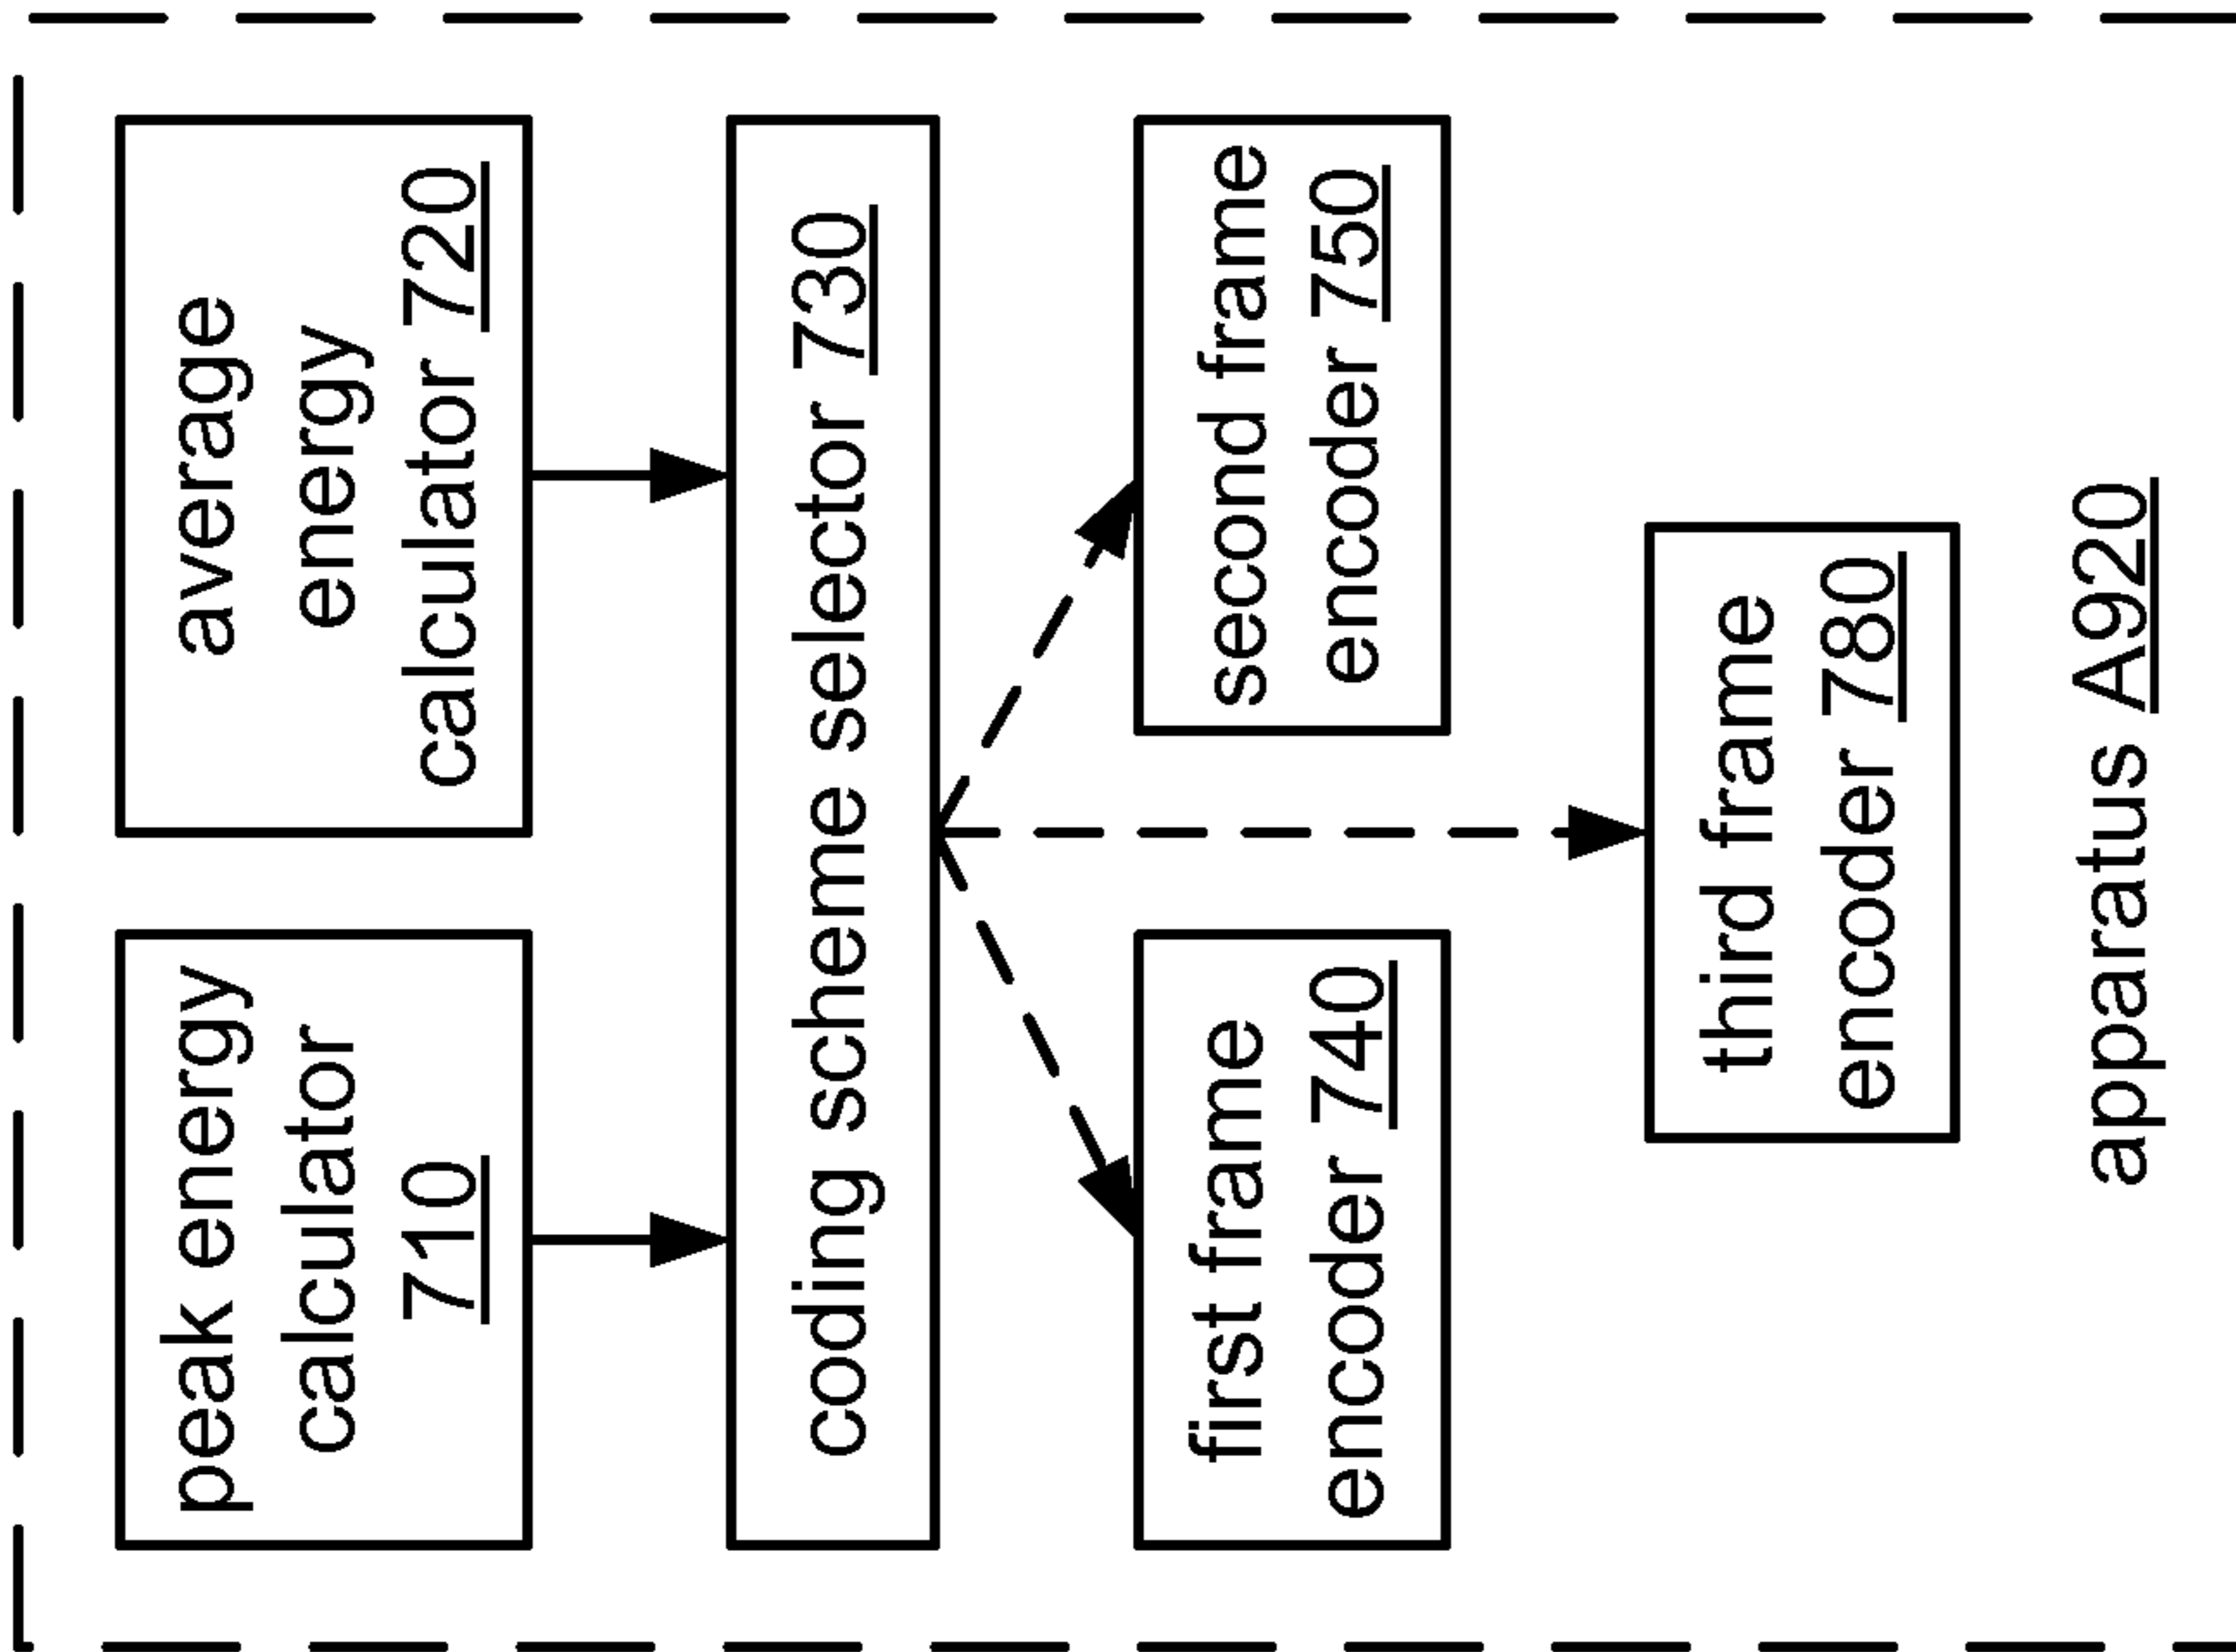 peak energy
calculator
710
average
energy
calculator 720
coding scheme selector 730
first frame
encoder 740
second frame
encoder 750
third frame
encoder 780
apparatus A920